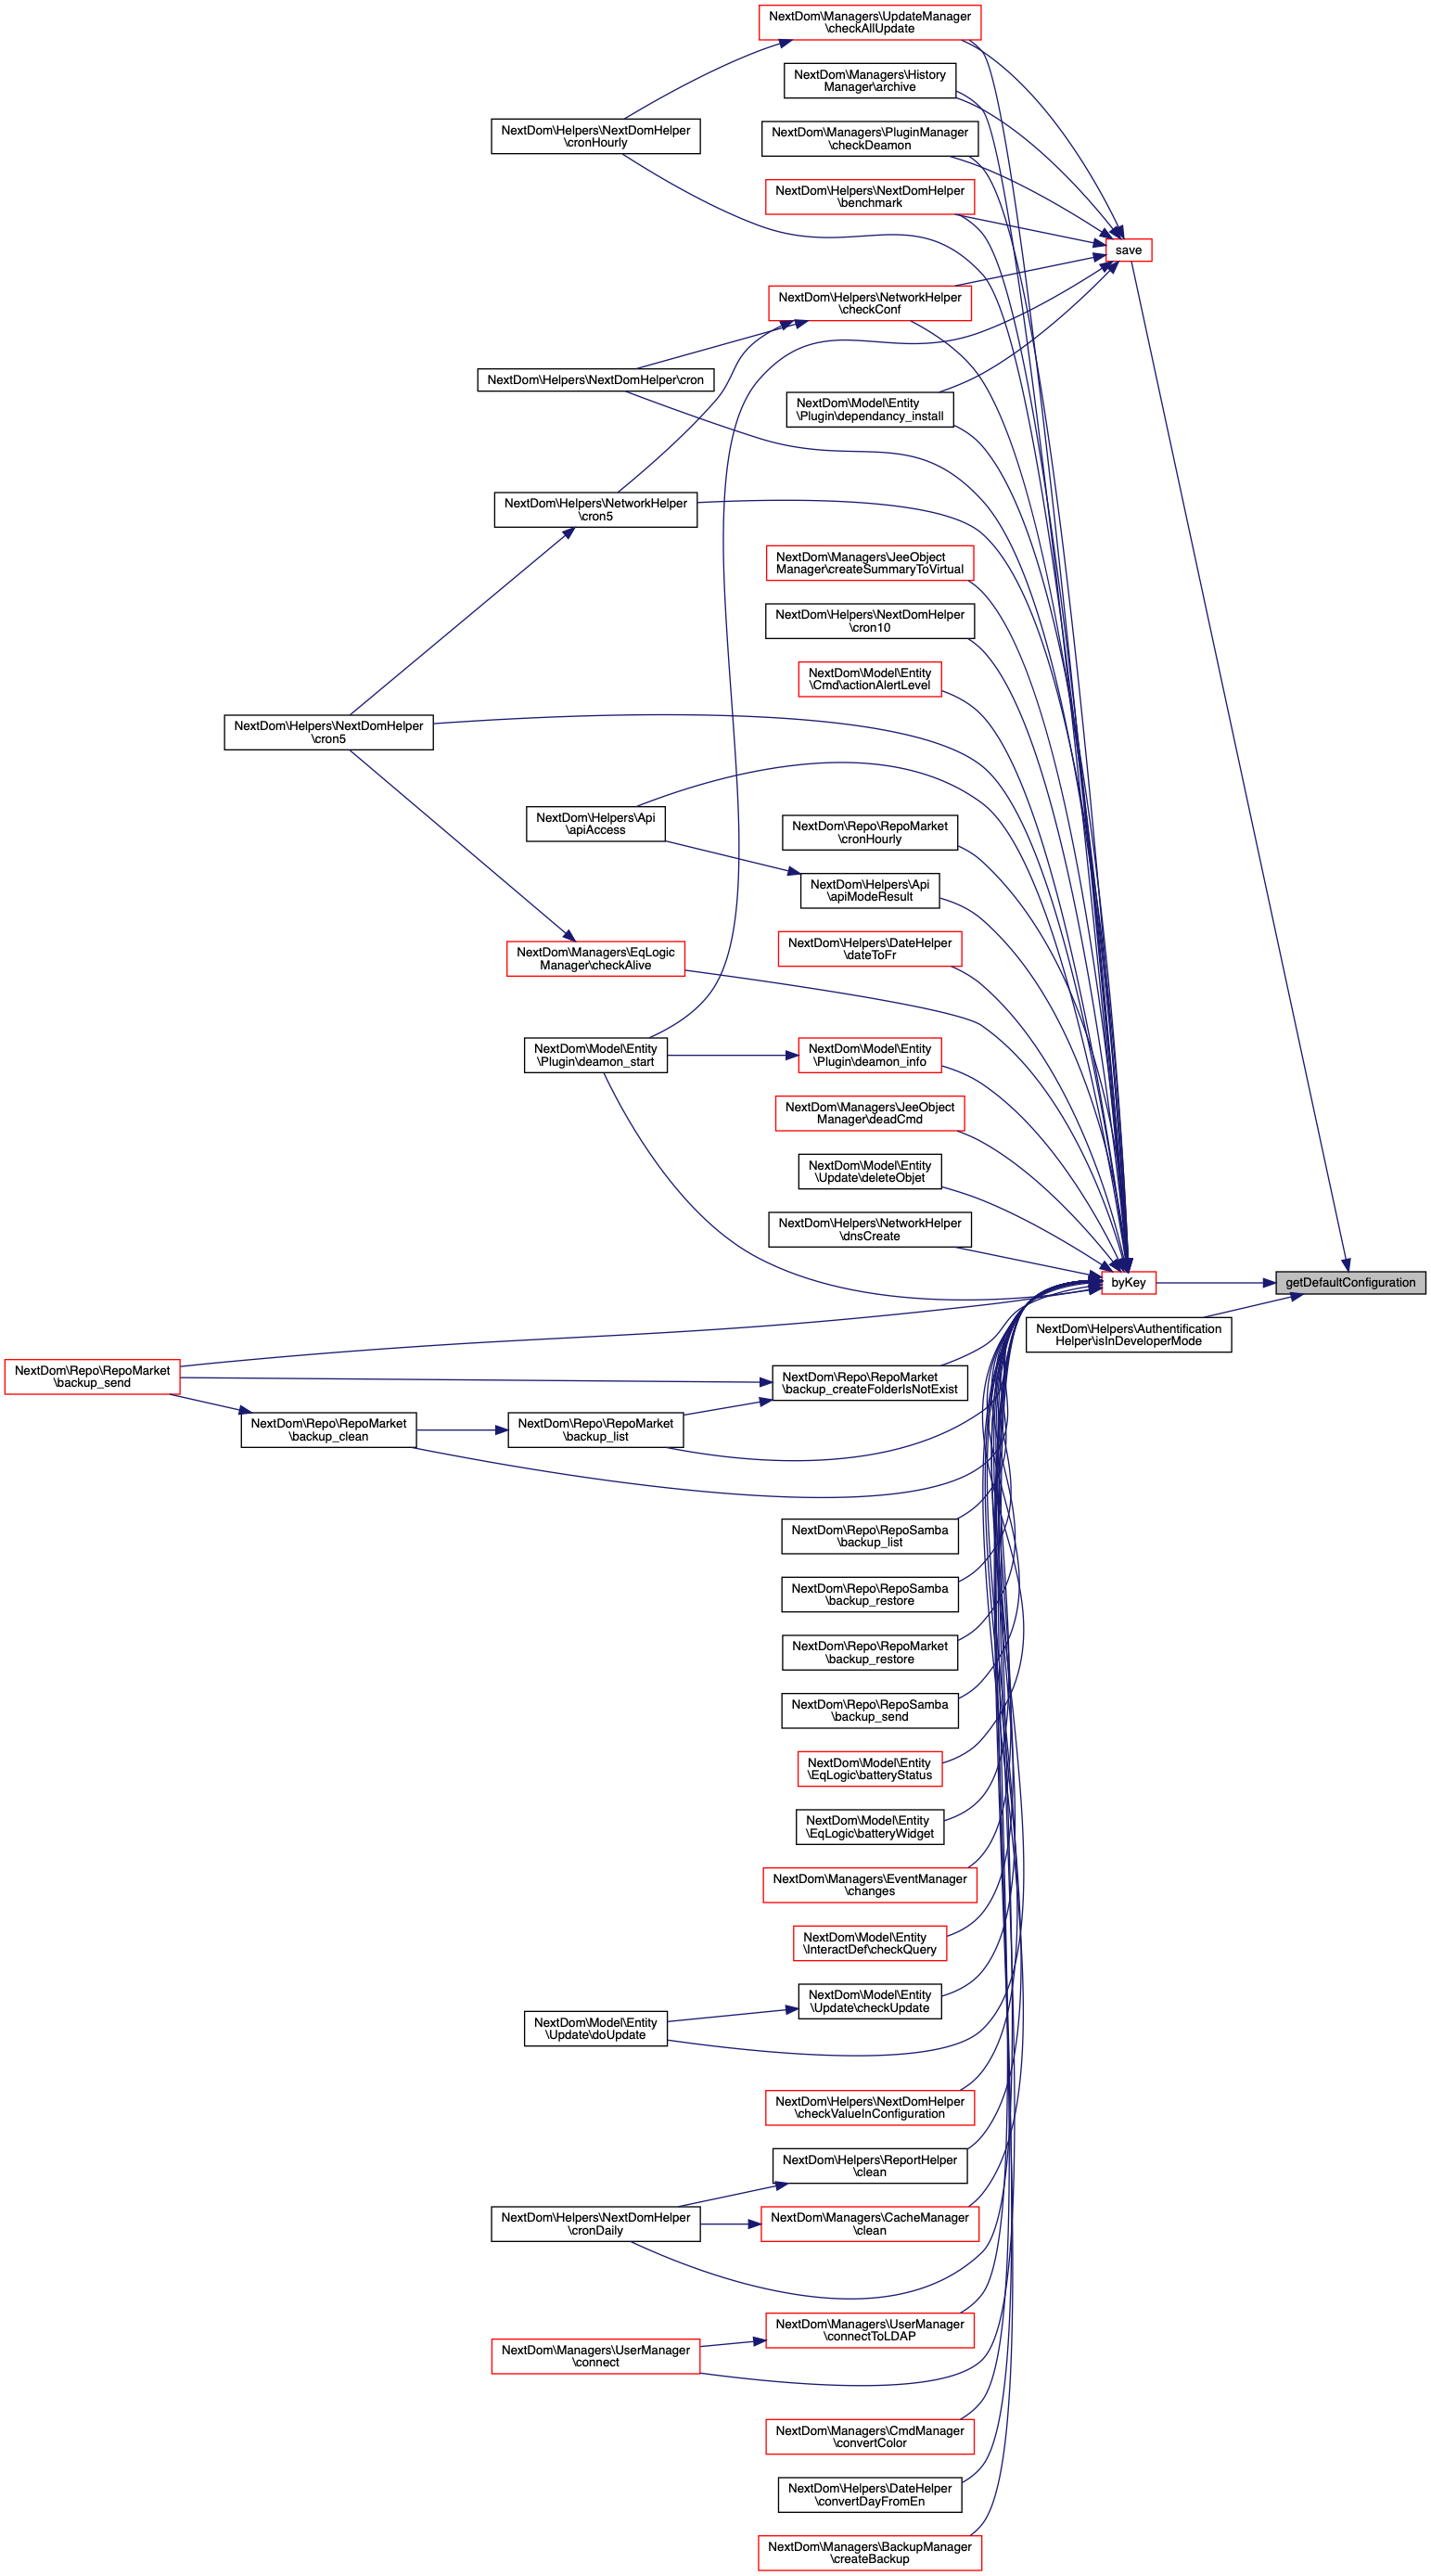 NextDom\Managers\UpdateManager
\checkAllUpdate
NextDom\Managers\History
Manager\archive
NextDom\Helpers\NextDomHelper
\cronHourly
NextDom\Managers\PluginManager
\checkDeamon
NextDom\Helpers\NextDomHelper
\benchmark
save
NextDom\Helpers\NetworkHelper
\checkConf
NextDom\Helpers\NextDomHelper\cron
NextDom\Model\Entity
\Plugin\dependancy_install
NextDom\Helpers\NetworkHelper
\cron5
NextDom\Managers\JeeObject
Manager\createSummaryToVirtual
NextDom\Helpers\NextDomHelper
\cron10
NextDom\Model\Entity
\Cmd\actionAlertLevel
NextDom\Helpers\NextDomHelper
\cron5
NextDom\Helpers\Api
\apiAccess
NextDom\Repo\RepoMarket
\cronHourly
NextDom\Helpers\Api
\apiModeResult
NextDom\Helpers\DateHelper
\dateToFr
NextDom\Managers\EqLogic
Manager\checkAlive
NextDom\Model\Entity
\Plugin\deamon_start
NextDom\Model\Entity
\Plugin\deamon_info
NextDom\Managers\JeeObject
Manager\deadCmd
NextDom\Model\Entity
\Update\deleteObjet
NextDom\Helpers\NetworkHelper
\dnsCreate
byKey
getDefaultConfiguration
NextDom\Helpers\Authentification
Helper\isInDeveloperMode
NextDom\Repo\RepoMarket
\backup_send
NextDom\Repo\RepoMarket
\backup_createFolderIsNotExist
NextDom\Repo\RepoMarket
\backup_clean
NextDom\Repo\RepoMarket
\backup_list
NextDom\Repo\RepoSamba
\backup_list
NextDom\Repo\RepoSamba
\backup_restore
NextDom\Repo\RepoMarket
\backup_restore
NextDom\Repo\RepoSamba
\backup_send
NextDom\Model\Entity
\EqLogic\batteryStatus
NextDom\Model\Entity
\EqLogic\batteryWidget
NextDom\Managers\EventManager
\changes
NextDom\Model\Entity
\InteractDef\checkQuery
NextDom\Model\Entity
\Update\checkUpdate
NextDom\Model\Entity
\Update\doUpdate
NextDom\Helpers\NextDomHelper
\checkValueInConfiguration
NextDom\Helpers\ReportHelper
\clean
NextDom\Helpers\NextDomHelper
\cronDaily
NextDom\Managers\CacheManager
\clean
NextDom\Managers\UserManager
\connectToLDAP
NextDom\Managers\UserManager
\connect
NextDom\Managers\CmdManager
\convertColor
NextDom\Helpers\DateHelper
\convertDayFromEn
NextDom\Managers\BackupManager
\createBackup